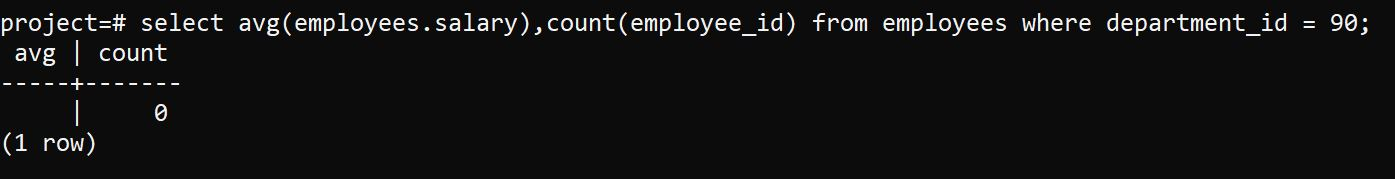 project=# select avg(employees.salary),count(employee_id) from employees where department_id = 90;
 avg | count
-----+-------
     |     0
(1 row)